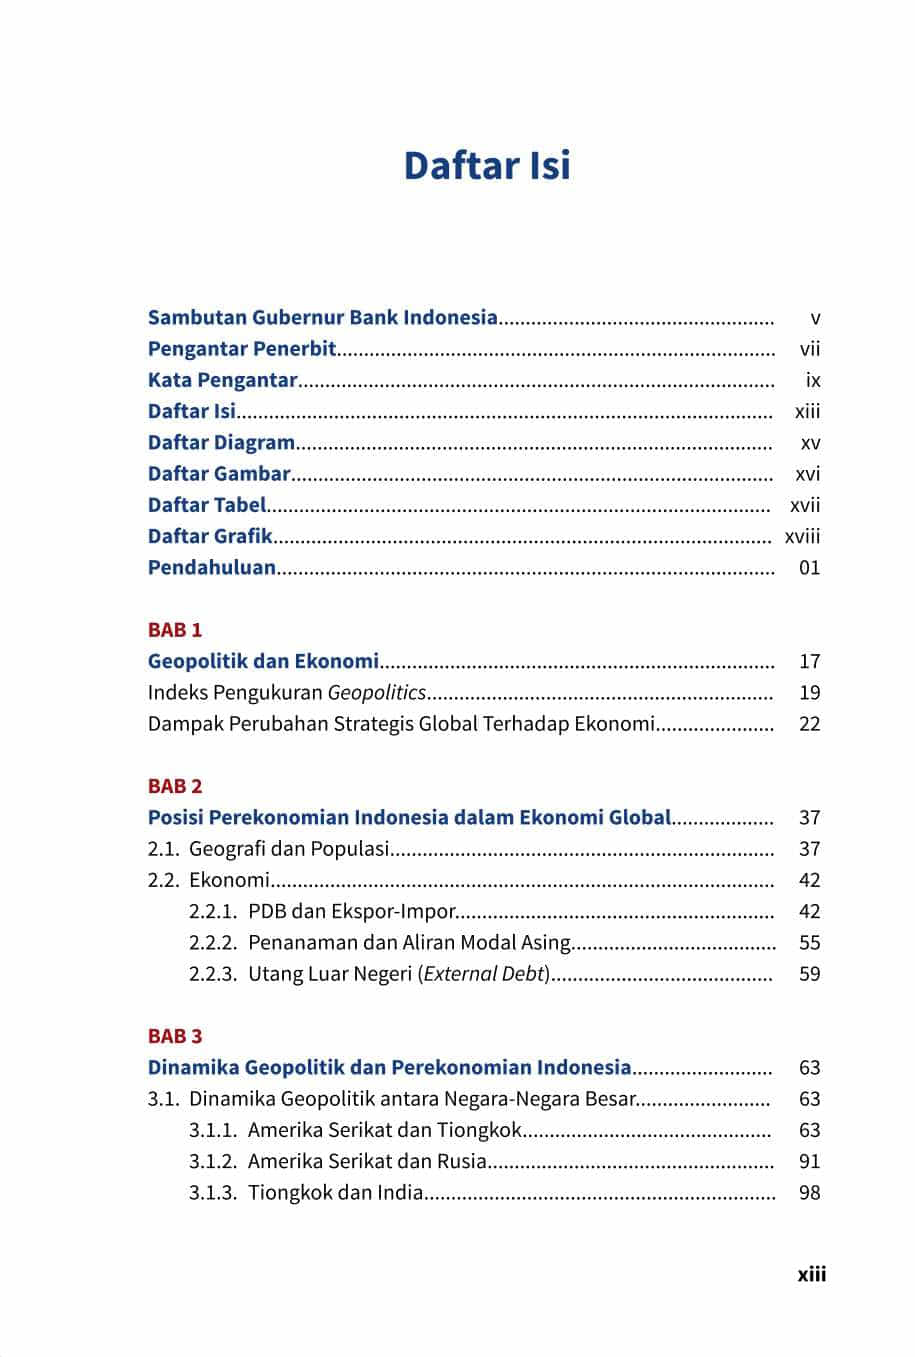 Daftar Isi
Sambutan Gubernur Bank Indonesia.................................................. v
Pengantar Penerbit................................................................................ vii
Kata Pengantar....................................................................................... ix
Daftar Isi.................................................................................................. xiii
Daftar Diagram....................................................................................... xv
Daftar Gambar........................................................................................ xvi
Daftar Tabel............................................................................................ xvii
Daftar Grafik........................................................................................... xviii
Pendahuluan........................................................................................... 01
BAB 1
Geopolitik dan Ekonomi........................................................................ 17
Indeks Pengukuran Geopolitics............................................................... 19
Dampak Perubahan Strategis Global Terhadap Ekonomi...................... 22
BAB 2
Posisi Perekonomian Indonesia dalam Ekonomi Global................... 37
2.1. Geografi dan Populasi...................................................................... 37
2.2. Ekonomi............................................................................................ 42
2.2.1. PDB dan Ekspor-Impor.......................................................... 42
2.2.2. Penanaman dan Aliran Modal Asing...................................... 55
2.2.3. Utang Luar Negeri (External Debt)......................................... 59
BAB 3
Dinamika Geopolitik dan Perekonomian Indonesia.......................... 63
3.1. Dinamika Geopolitik antara Negara-Negara Besar......................... 63
3.1.1. Amerika Serikat dan Tiongkok.............................................. 63
3.1.2. Amerika Serikat dan Rusia.................................................... 91
3.1.3. Tiongkok dan India................................................................ 98
xiii